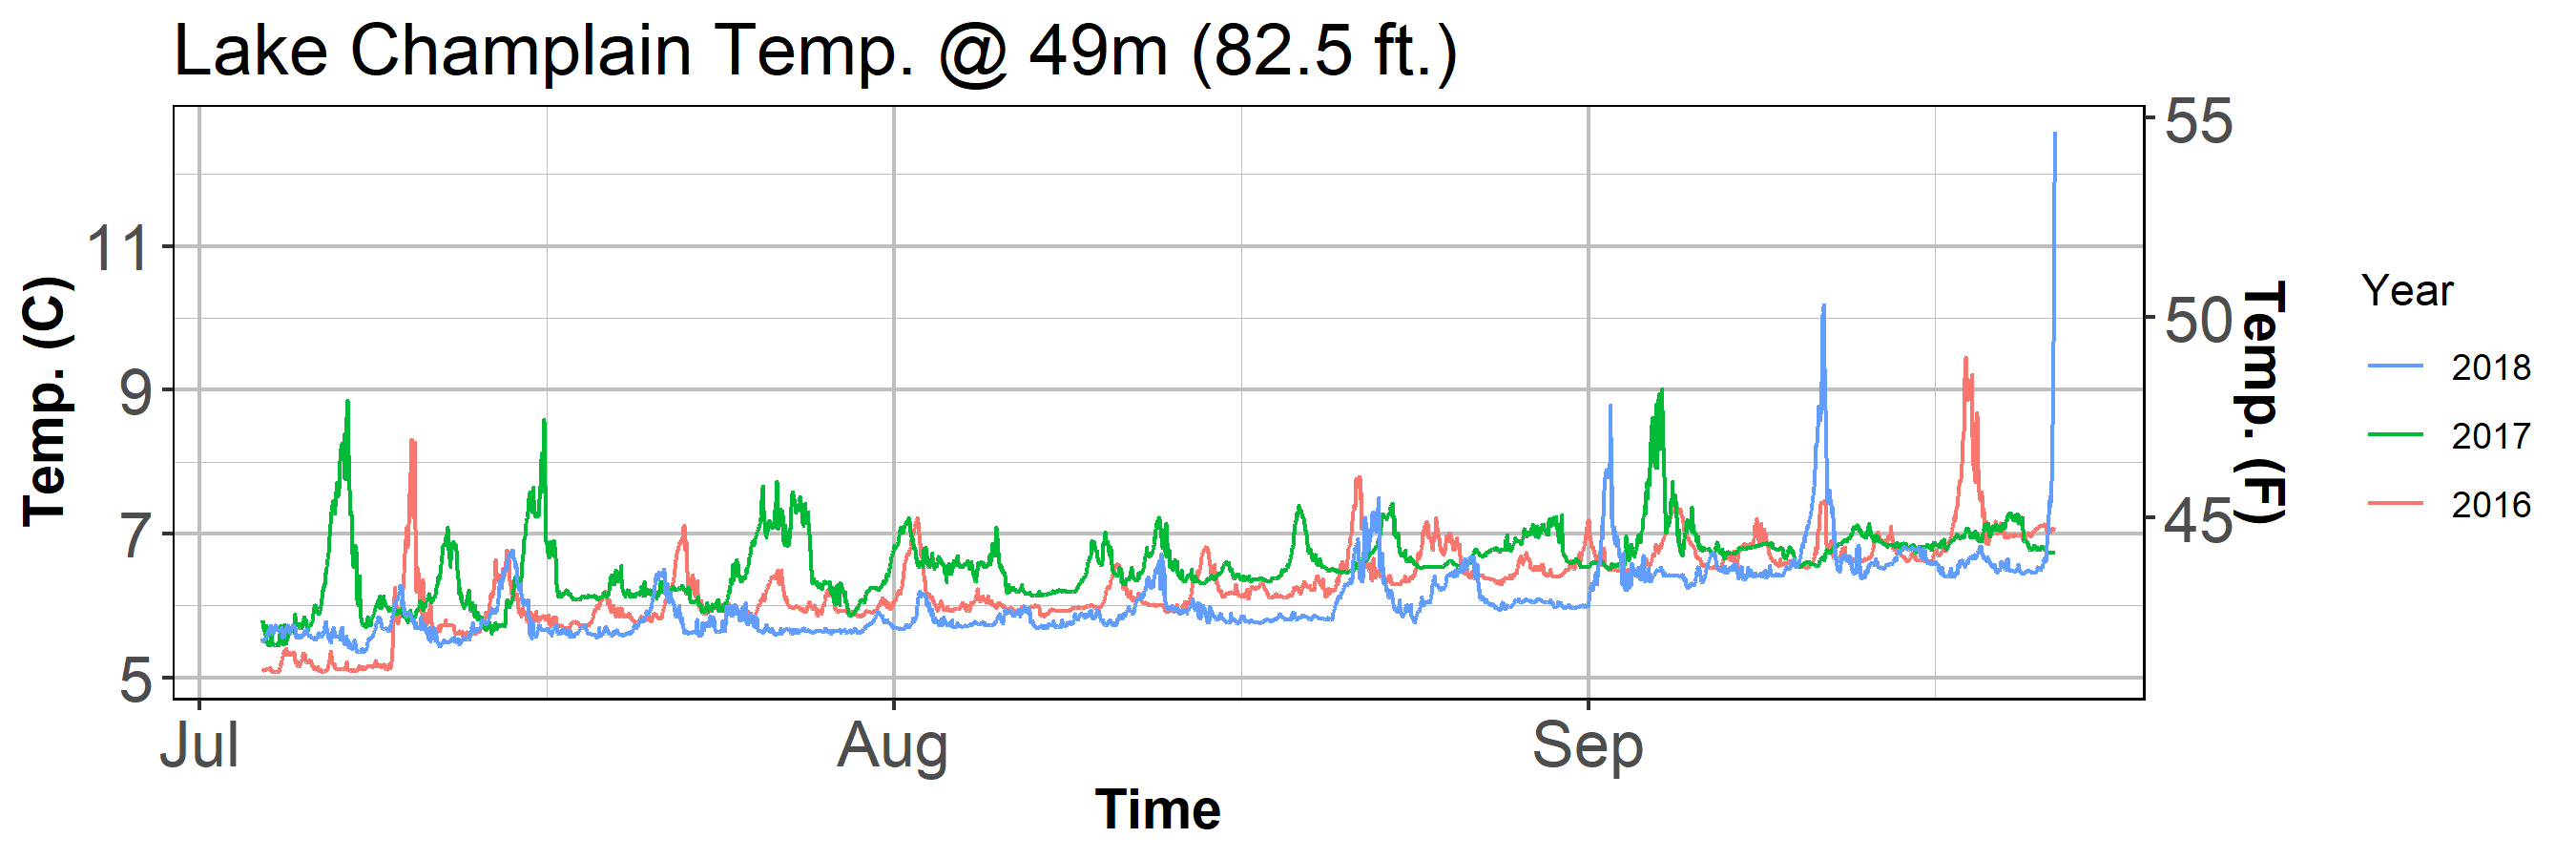 Lake Champlain Temp. @ 49m (82.5 ft.)
Temp. (C)
11
9
7
5
55
50
45
Temp. (F)
Jul
Aug
Sep
Time
Year
2018
2017
2016